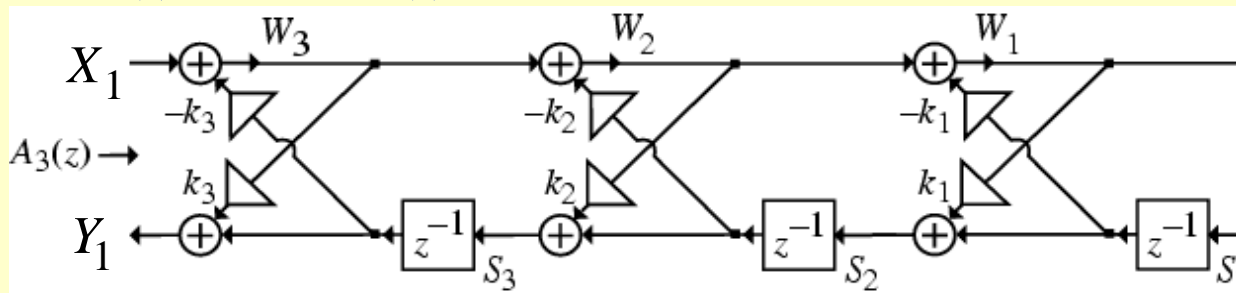 W₃ W₂ W₁
X₁
−k₃ −k₂ −k₁
A₃(z)
k₃ k₂ k₁
Y₁
z⁻¹ z⁻¹ z⁻¹
S₃ S₂ S